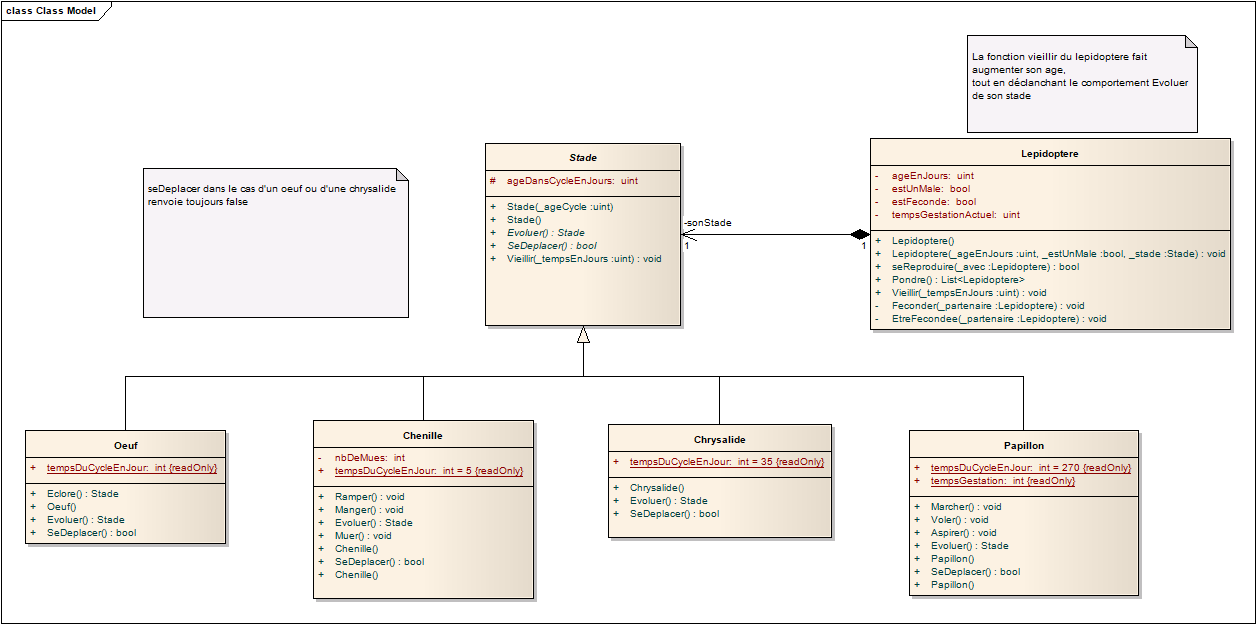 class Class Model
La fonction vieillir du lepidoptere fait
augmenter son age,
tout en déclanchant le comportement Evoluer
de son stade
seDeplacer dans le cas d'un oeuf ou d'une chrysalide
renvoie toujours false
Stade
# ageDansCycleEnJours: uint
+ Stade(_ageCycle :uint)
+ Stade()
+ Evoluer() : Stade
+ SeDeplacer() : bool
+ Vieillir(_tempsEnJours :uint) : void
-sonStade
1
1
Lepidoptere
- ageEnJours: uint
- estUnMale: bool
- estFeconde: bool
- tempsGestationActuel: uint
+ Lepidoptere()
+ Lepidoptere(_ageEnJours :uint, _estUnMale :bool, _stade :Stade) : void
+ seReproduire(_avec :Lepidoptere) : bool
+ Pondre() : List<Lepidoptere>
+ Vieillir(_tempsEnJours :uint) : void
- Feconder(_partenaire :Lepidoptere) : void
- EtreFecondee(_partenaire :Lepidoptere) : void
Oeuf
+ tempsDuCycleEnJour: int {readOnly}
+ Eclore() : Stade
+ Oeuf()
+ Evoluer() : Stade
+ SeDeplacer() : bool
Chenille
- nbDeMues: int
+ tempsDuCycleEnJour: int = 5 {readOnly}
+ Ramper() : void
+ Manger() : void
+ Evoluer() : Stade
+ Muer() : void
+ Chenille()
+ SeDeplacer() : bool
+ Chenille()
Chrysalide
+ tempsDuCycleEnJour: int = 35 {readOnly}
+ Chrysalide()
+ Evoluer() : Stade
+ SeDeplacer() : bool
Papillon
+ tempsDuCycleEnJour: int = 270 {readOnly}
+ tempsGestation: int {readOnly}
+ Marcher() : void
+ Voler() : void
+ Aspirer() : void
+ Evoluer() : Stade
+ Papillon()
+ SeDeplacer() : bool
+ Papillon()